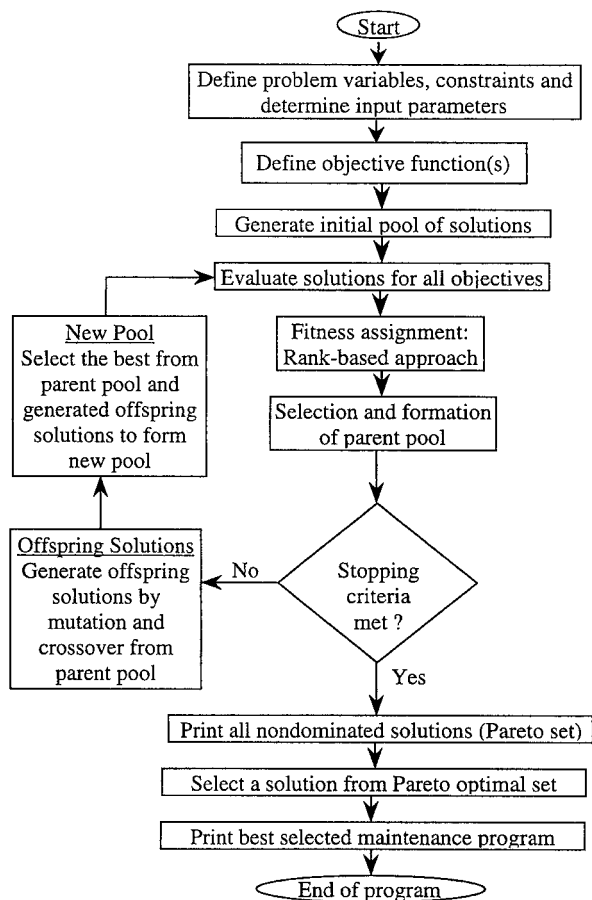 Start
Define problem variables, constraints and
determine input parameters
Define objective function(s)
Generate initial pool of solutions
Evaluate solutions for all objectives
Fitness assignment:
Rank-based approach
Selection and formation
of parent pool
Stopping
criteria
met ?
No
Offspring Solutions
Generate offspring
solutions by
mutation and
crossover from
parent pool
New Pool
Select the best from
parent pool and
generated offspring
solutions to form
new pool
Yes
Print all nondominated solutions (Pareto set)
Select a solution from Pareto optimal set
Print best selected maintenance program
End of program